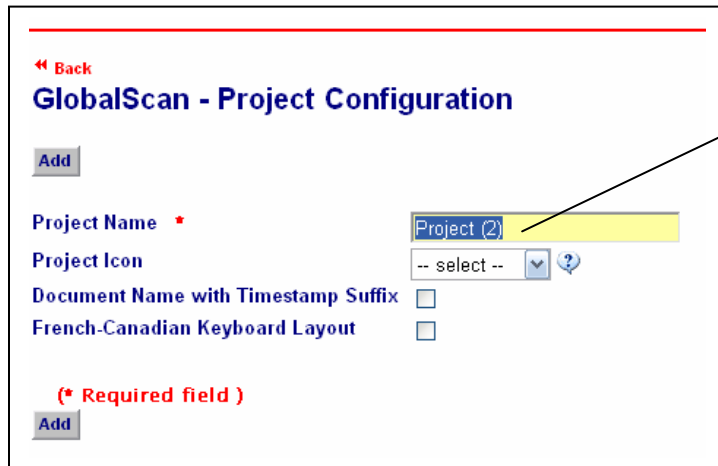 Back
GlobalScan - Project Configuration
Add
Project Name *
Project (2)
Project Icon
-- select --
?
Document Name with Timestamp Suffix
French-Canadian Keyboard Layout
(* Required field )
Add